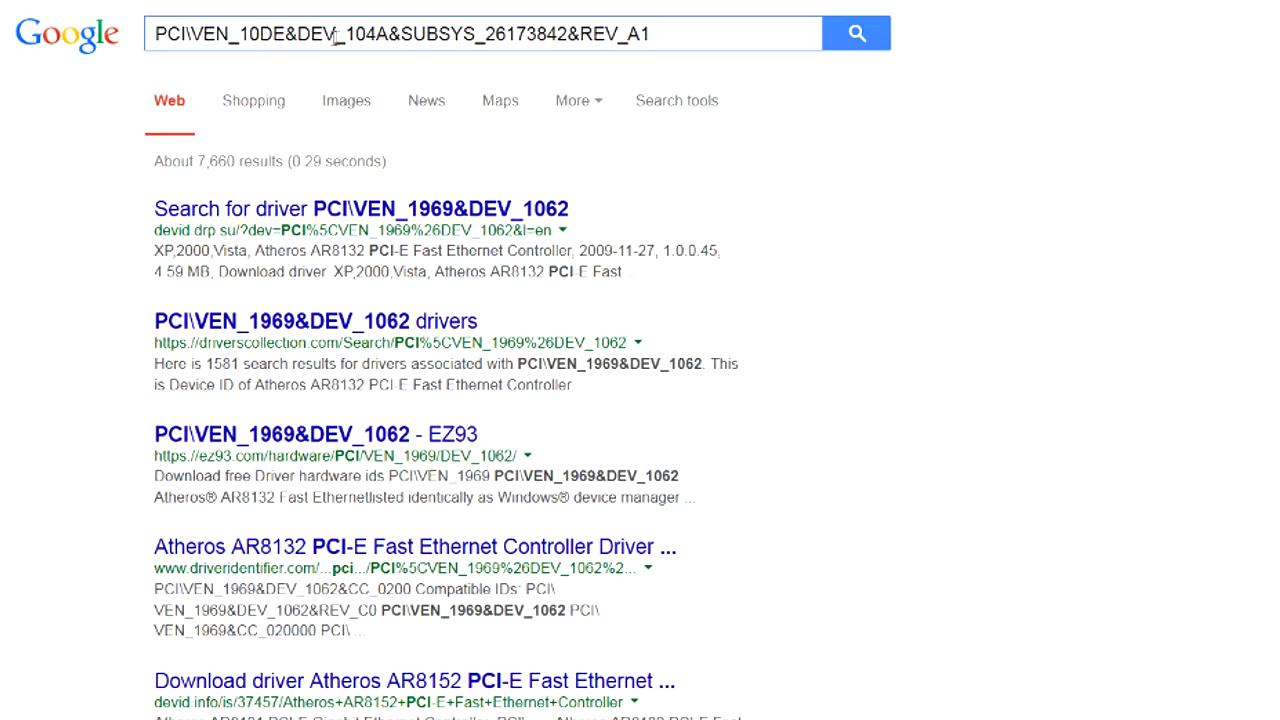 Google
PCI\VEN_10DE&DEV_104A&SUBSYS_26173842&REV_A1
Web Shopping Images News Maps More Search tools
About 7,660 results (0.29 seconds)
Search for driver PCI\VEN_1969&DEV_1062
devid.drp.su/?dev=PCI%5CVEN_1969%26DEV_1062&l=en
XP,2000,Vista, Atheros AR8132 PCI-E Fast Ethernet Controller, 2009-11-27, 1.0.0.45,
4.59 MB, Download driver. XP,2000,Vista, Atheros AR8132 PCI-E Fast ...
PCI\VEN_1969&DEV_1062 drivers
https://driverscollection.com/Search/PCI%5CVEN_1969%26DEV_1062
Here is 1581 search results for drivers associated with PCI\VEN_1969&DEV_1062. This
is Device ID of Atheros AR8132 PCI-E Fast Ethernet Controller
PCI\VEN_1969&DEV_1062 - EZ93
https://ez93.com/hardware/PCI/VEN_1969/DEV_1062/
Download free Driver hardware ids PCI\VEN_1969 PCI\VEN_1969&DEV_1062
Atheros® AR8132 Fast Ethernetlisted identically as Windows® device manager ...
Atheros AR8132 PCI-E Fast Ethernet Controller Driver ...
www.driveridentifier.com/...pci.../PCI%5CVEN_1969%26DEV_1062%2...
PCI\VEN_1969&DEV_1062&CC_0200 Compatible IDs: PCI\
VEN_1969&DEV_1062&REV_C0 PCI\VEN_1969&DEV_1062 PCI\
VEN_1969&CC_020000 PCI\ ...
Download driver Atheros AR8152 PCI-E Fast Ethernet ...
devid.info/is/37457/Atheros+AR8152+PCI-E+Fast+Ethernet+Controller